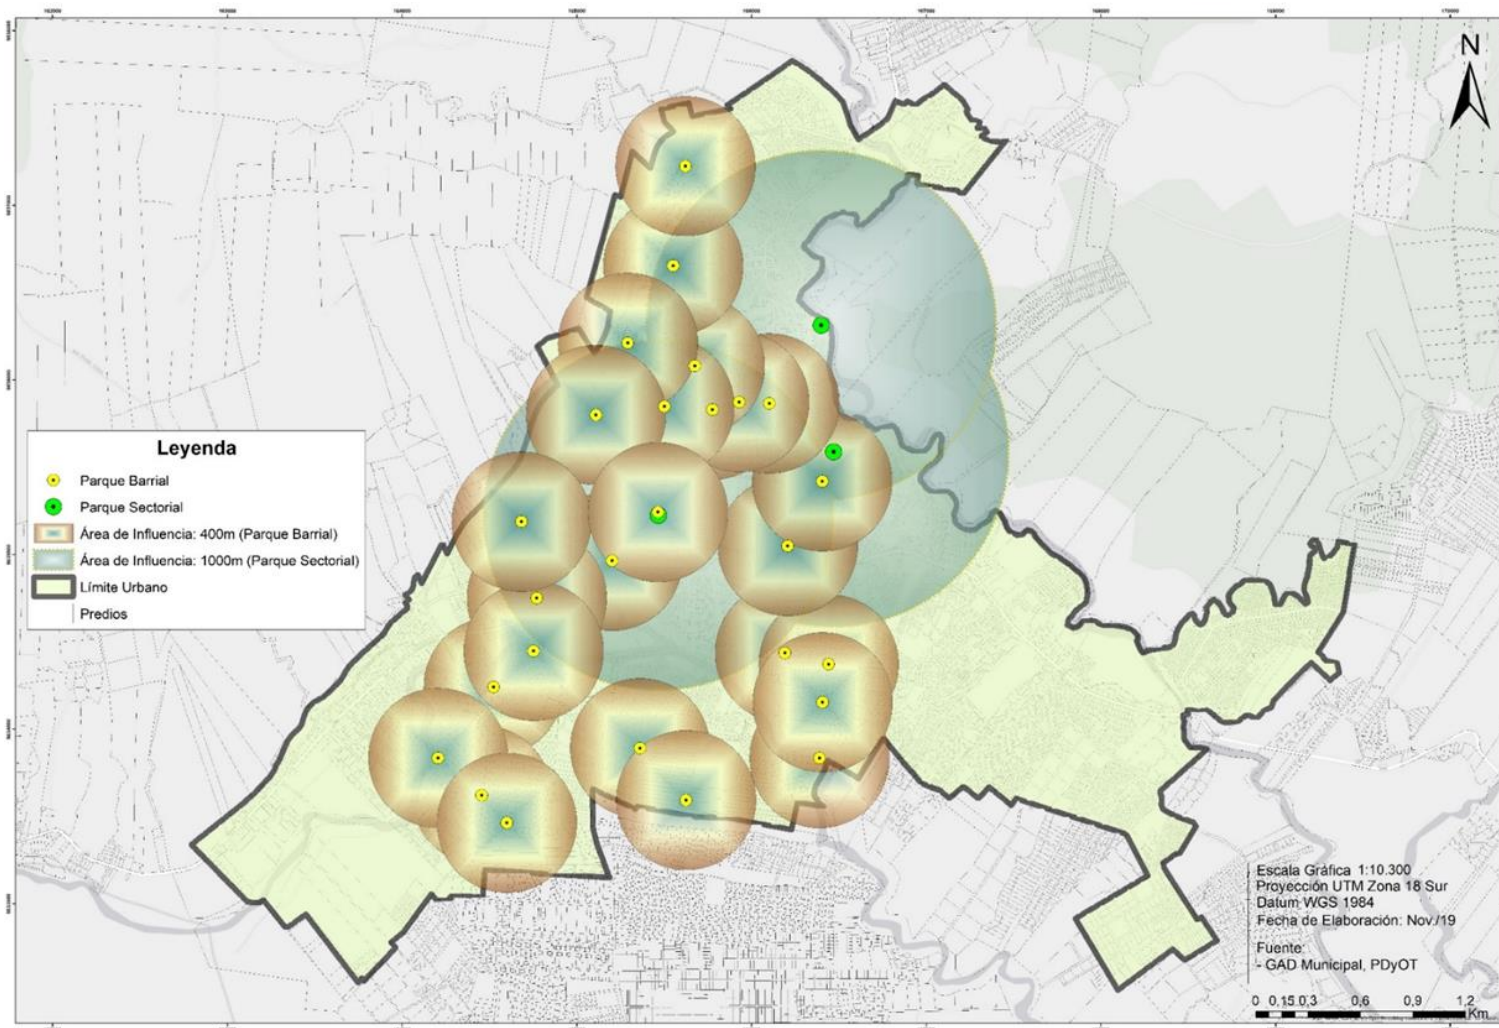 N
Leyenda
Parque Barrial
Parque Sectorial
Área de Influencia: 400m (Parque Barrial)
Área de Influencia: 1000m (Parque Sectorial)
Límite Urbano
Predios
Escala Gráfica 1:10.300
Proyección UTM Zona 18 Sur
Datum WGS 1984
Fecha de Elaboración: Nov./19
Fuente:
- GAD Municipal, PDyOT
0 0,15 0,3 0,6 0,9 1,2
Km